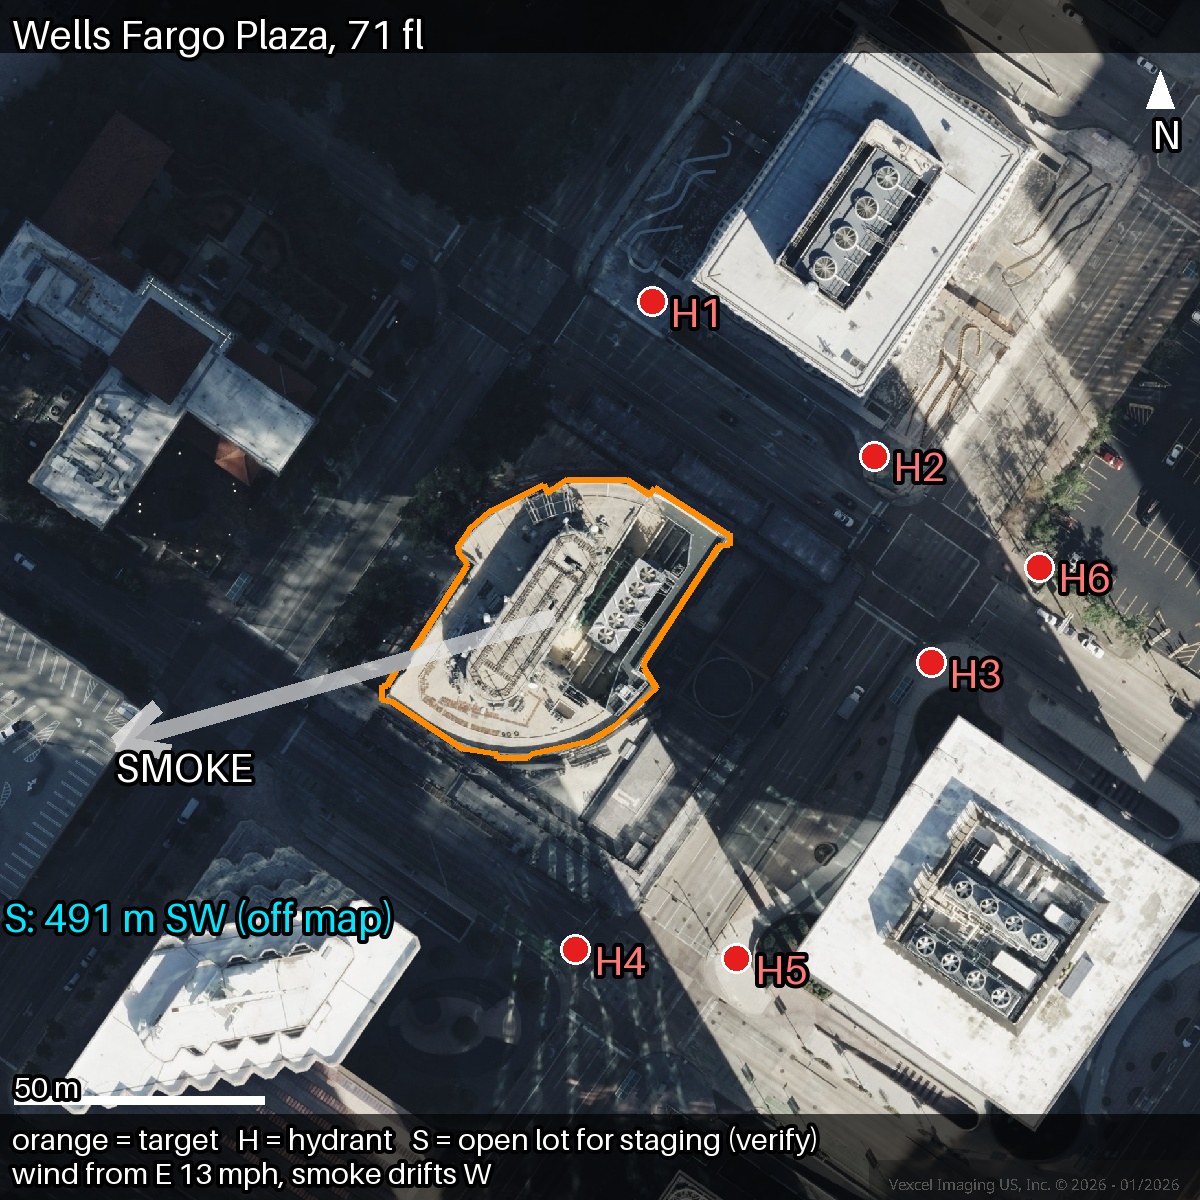 Wells Fargo Plaza, 71 fl
N
H1
H2
H6
H3
SMOKE
S: 491 m SW (off map)
H4
H5
50 m
orange = target   H = hydrant   S = open lot for staging (verify)
wind from E 13 mph, smoke drifts W
Vexcel Imaging US, Inc. © 2026 - 01/2026